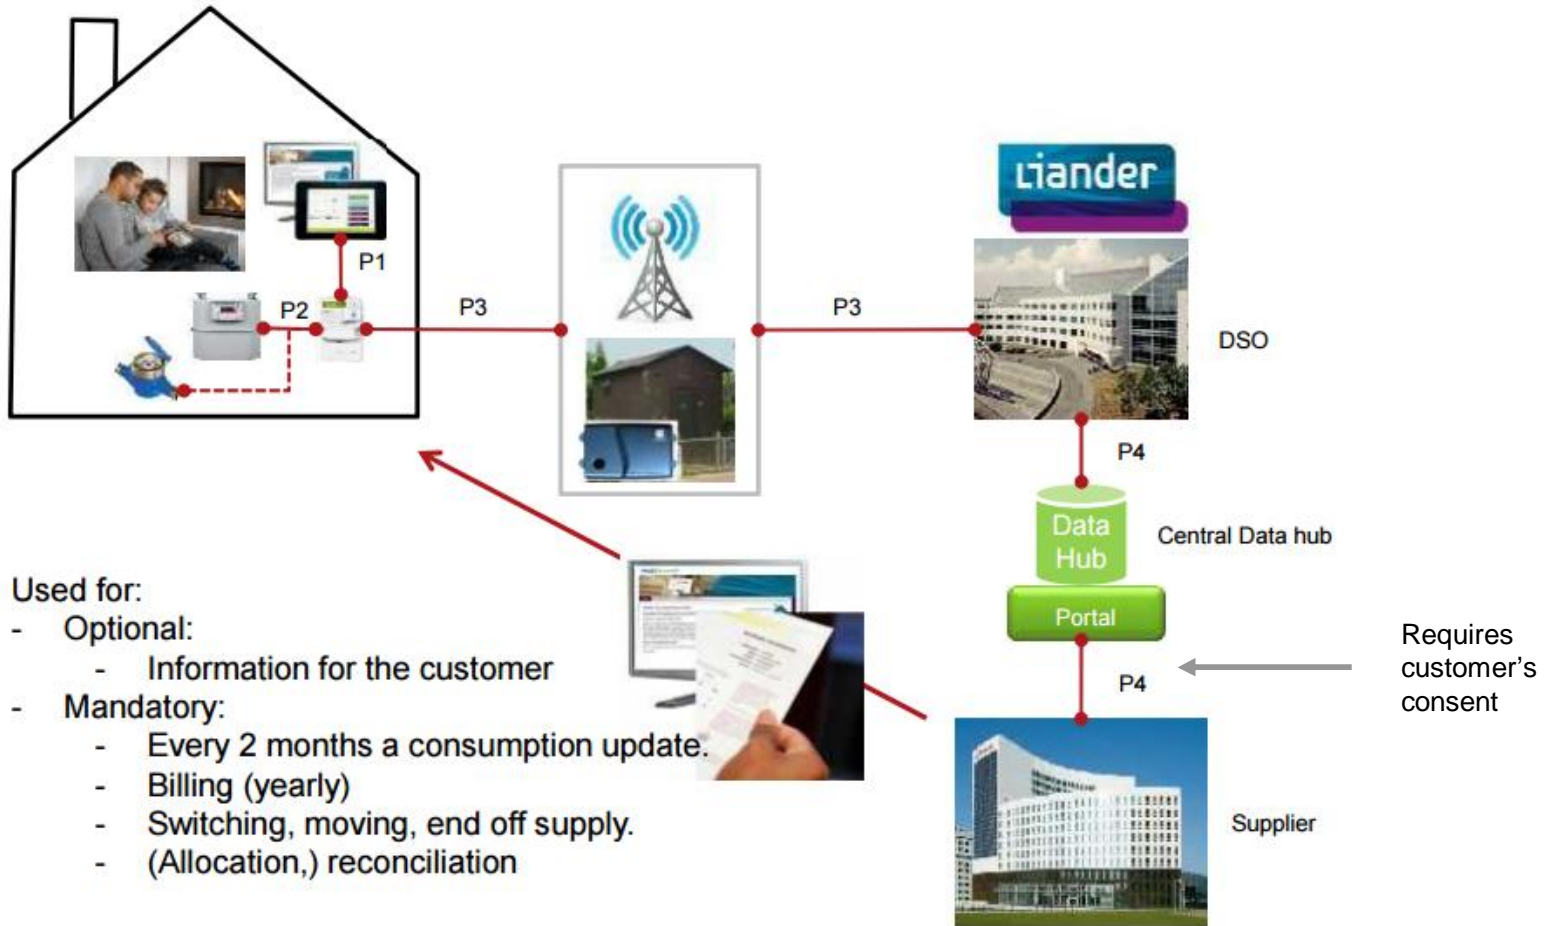 Liander
P1
P2
P3
P3
DSO
P4
Data
Hub
Central Data hub
Portal
P4
Requires
customer's
consent
Supplier
Used for:
- Optional:
- Information for the customer
- Mandatory:
- Every 2 months a consumption update.
- Billing (yearly)
- Switching, moving, end off supply.
- (Allocation,) reconciliation